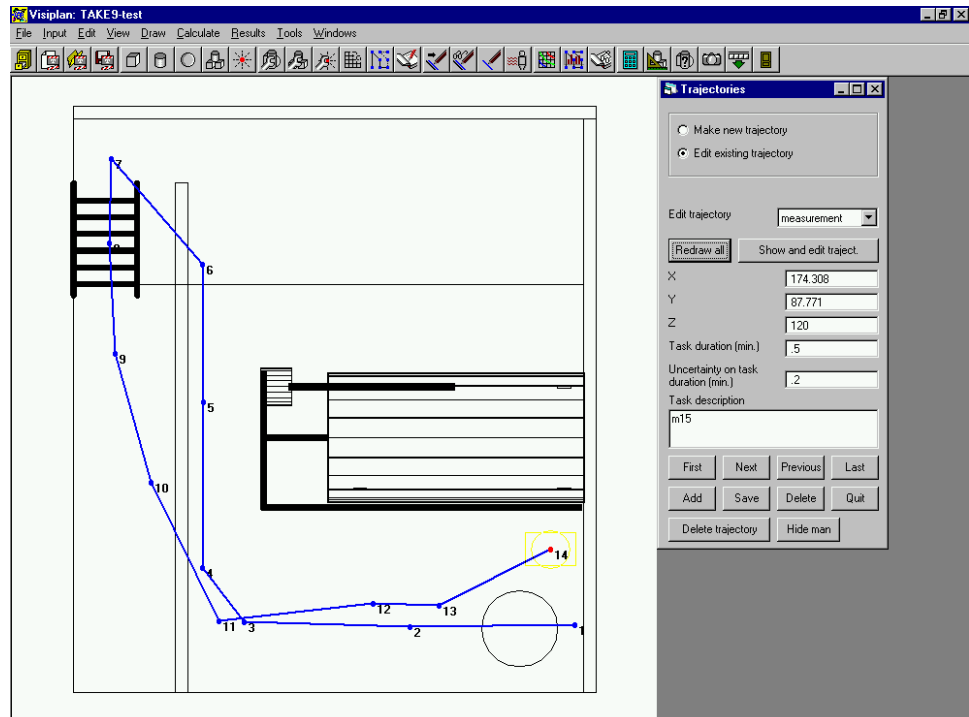 Visiplan: TAKE9-test
File Input Edit View Draw Calculate Results Tools Windows
Trajectories
Make new trajectory
Edit existing trajectory
Edit trajectory measurement
Redraw all Show and edit traject.
X 174.308
Y 87.771
Z 120
Task duration (min.) .5
Uncertainty on task
duration (min.) .2
Task description
m15
First Next Previous Last
Add Save Delete Quit
Delete trajectory Hide man
7
8
6
9
5
10
14
4
12
13
11 3
2
1